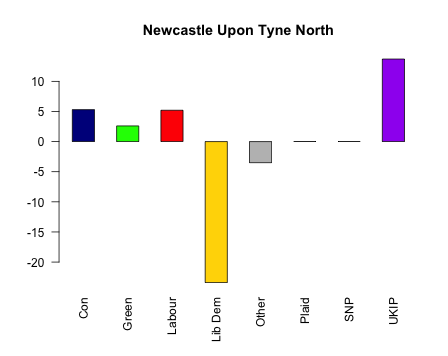 Newcastle Upon Tyne North
10
5
0
-5
-10
-15
-20
Con
Green
Labour
Lib Dem
Other
Plaid
SNP
UKIP